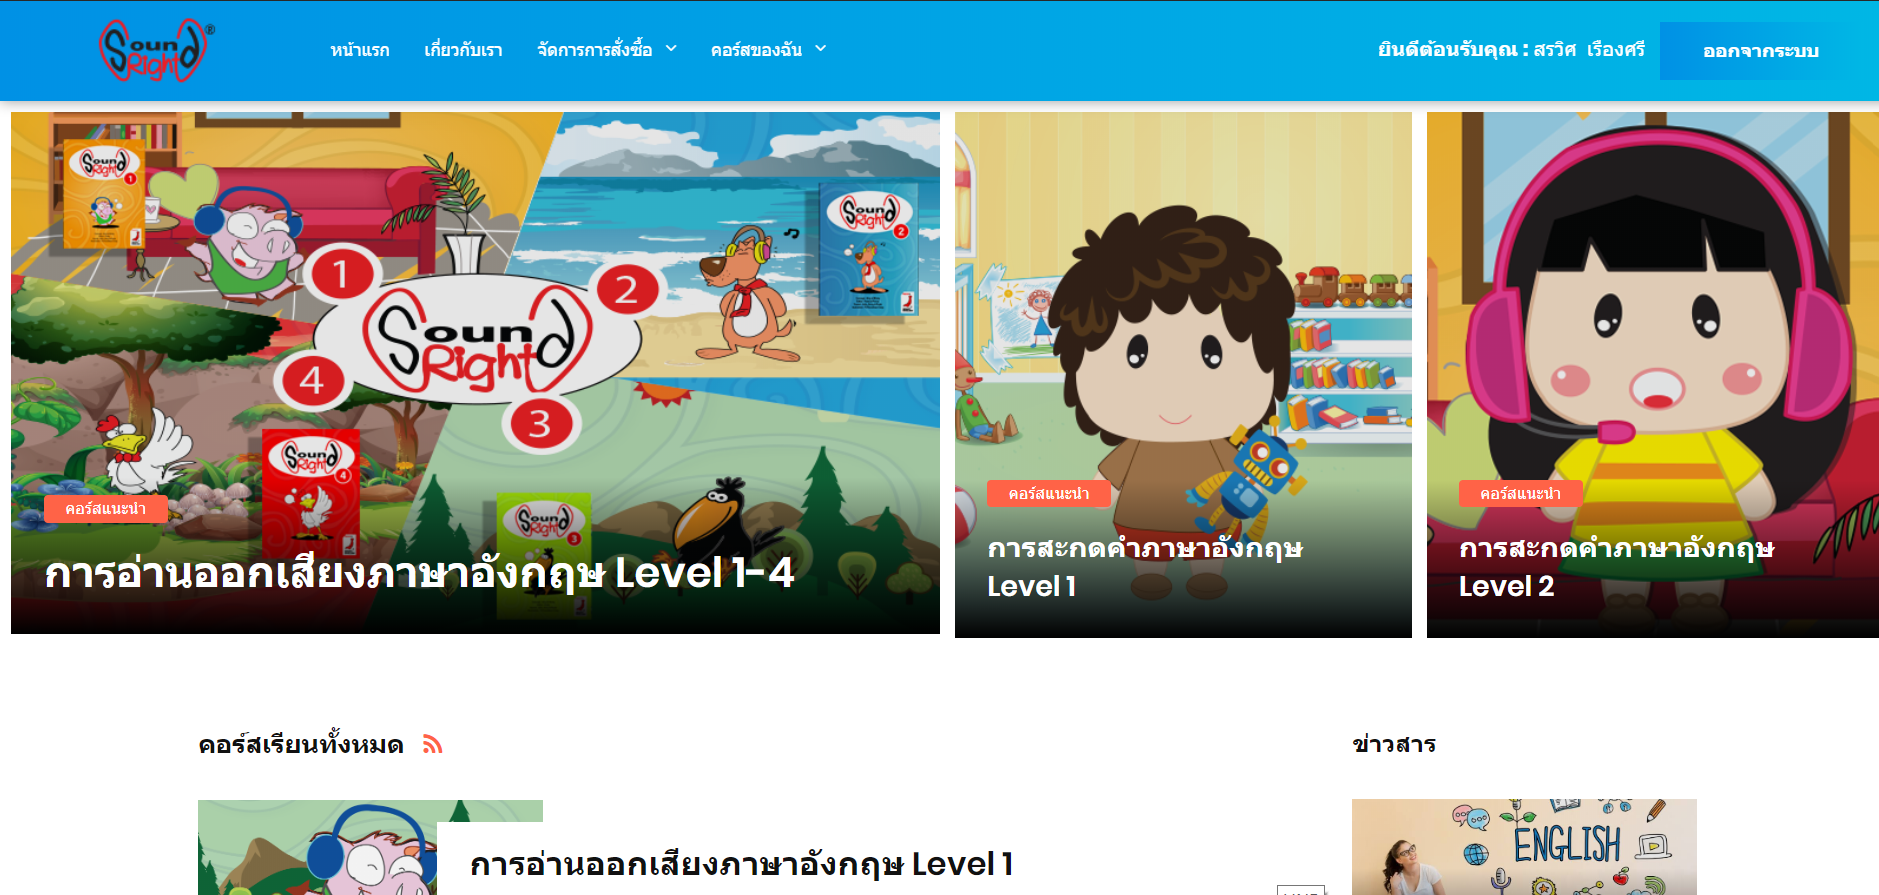 Sound Right ®
หน้าแรก เกี่ยวกับเรา จัดการการสั่งซื้อ คอร์สของฉัน
ยินดีต้อนรับคุณ : สรวิศ เรืองศรี ออกจากระบบ
Sound Right 1
Sound Right 2
1
2
Sound Right
4
3
Sound Right 4
Sound Right 3
คอร์สแนะนำ
การอ่านออกเสียงภาษาอังกฤษ Level 1-4
คอร์สแนะนำ
การสะกดคำภาษาอังกฤษ
Level 1
คอร์สแนะนำ
การสะกดคำภาษาอังกฤษ
Level 2
คอร์สเรียนทั้งหมด
ข่าวสาร
การอ่านออกเสียงภาษาอังกฤษ Level 1
ENGLISH